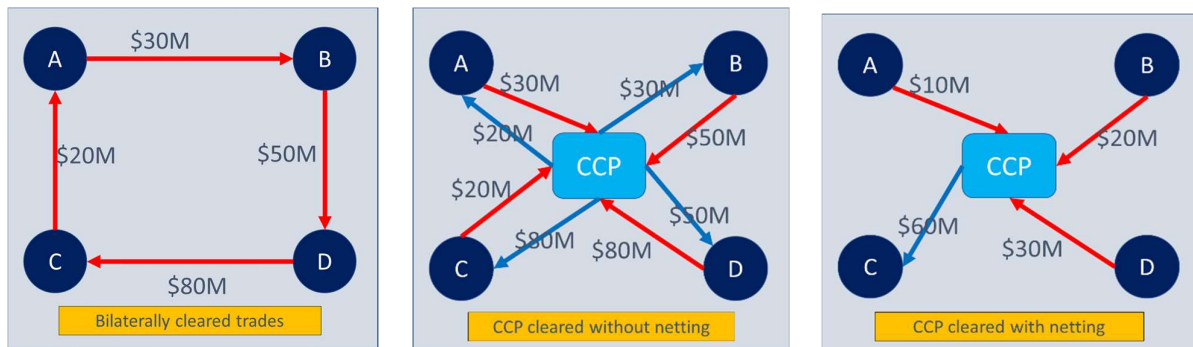 A
$30M
B
$20M
$50M
C
$80M
D
Bilaterally cleared trades
A
$30M
$30M
B
$20M
$50M
CCP
$20M
$50M
C
$80M
$80M
D
CCP cleared without netting
A
$10M
B
$20M
CCP
$60M
C
$30M
D
CCP cleared with netting